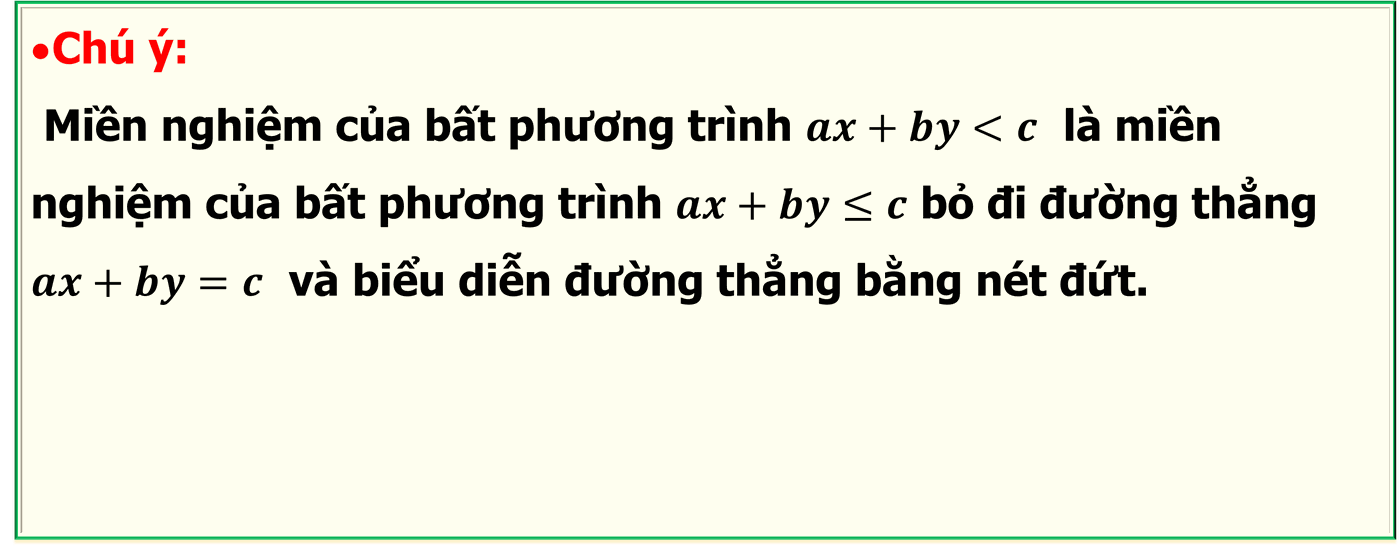 •Chú ý:
Miền nghiệm của bất phương trình 𝒂𝒙 + 𝒃𝒚 < 𝒄 là miền
nghiệm của bất phương trình 𝒂𝒙 + 𝒃𝒚 ≤ 𝒄 bỏ đi đường thẳng
𝒂𝒙 + 𝒃𝒚 = 𝒄 và biểu diễn đường thẳng bằng nét đứt.